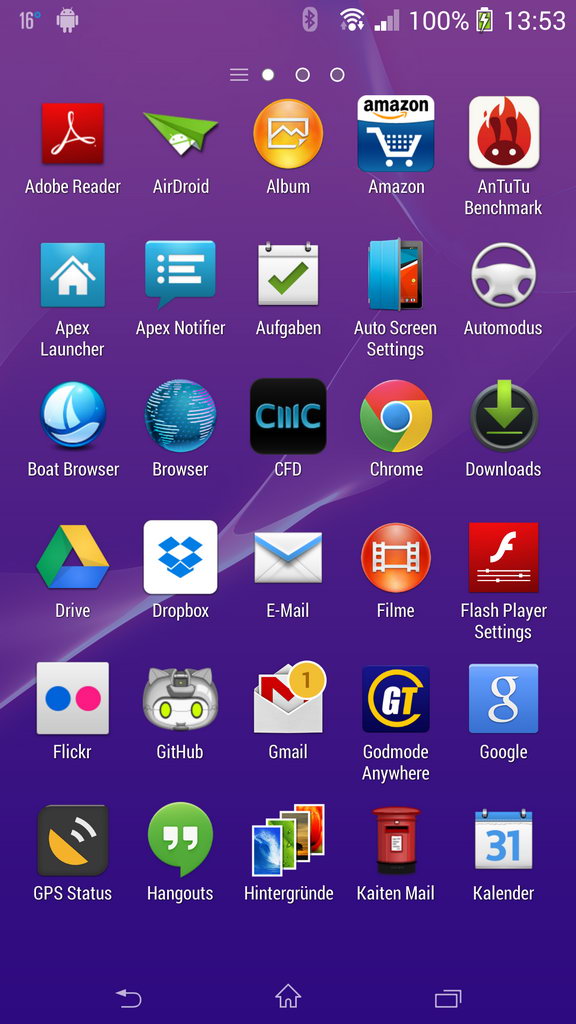 16° 100% 13:53
Adobe Reader AirDroid Album amazon Amazon AnTuTu Benchmark
Apex Launcher Apex Notifier Aufgaben Auto Screen Settings Automodus
Boat Browser Browser CMC CFD Chrome Downloads
Drive Dropbox E-Mail Filme Flash Player Settings
Flickr GitHub 1 Gmail GT Godmode Anywhere g Google
GPS Status Hangouts Hintergründe Kaiten Mail 31 Kalender